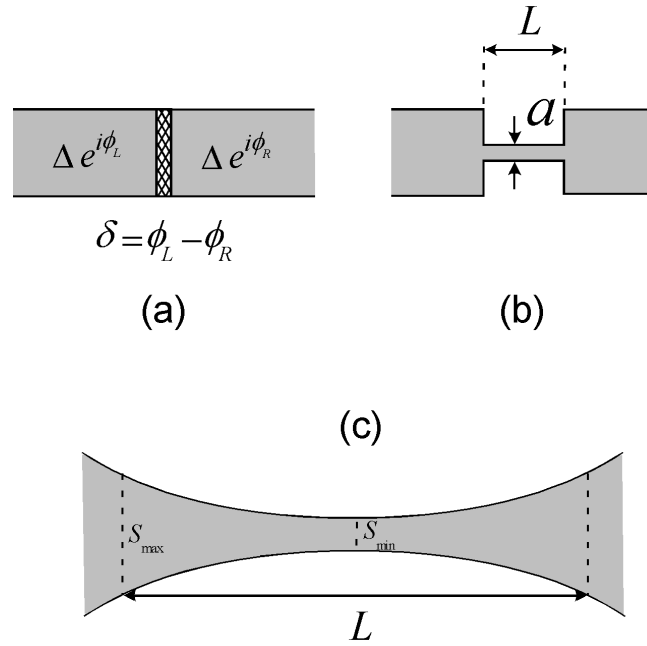 L
a
Δ e^{iϕ_L} Δ e^{iϕ_R}
δ = ϕ_L − ϕ_R
(a) (b)
(c)
S_max S_min
L